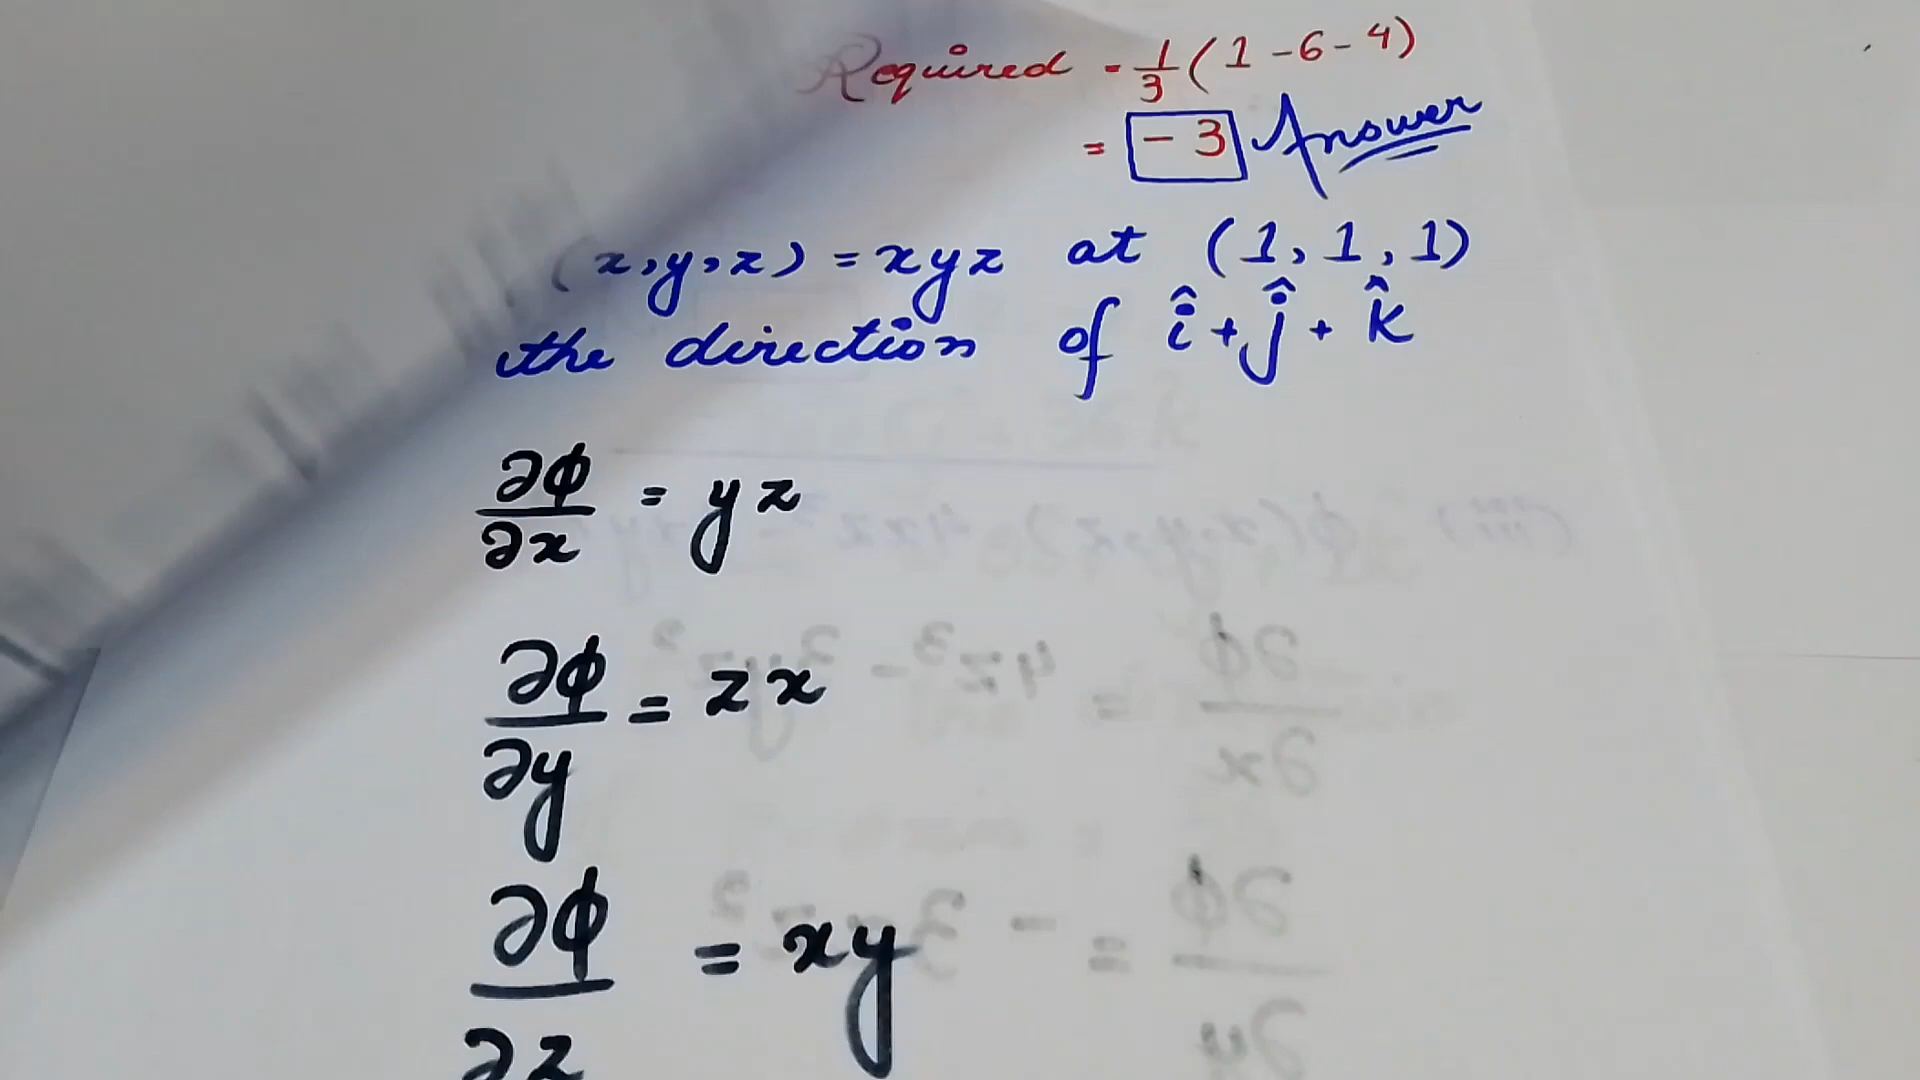 Required = 1/3 (1 - 6 - 4)
= - 3 Answer
(x, y, z) = xyz at (1, 1, 1)
the direction of î + ĵ + k̂
∂ϕ/∂x = yz
∂ϕ/∂y = zx
∂ϕ/∂z = xy